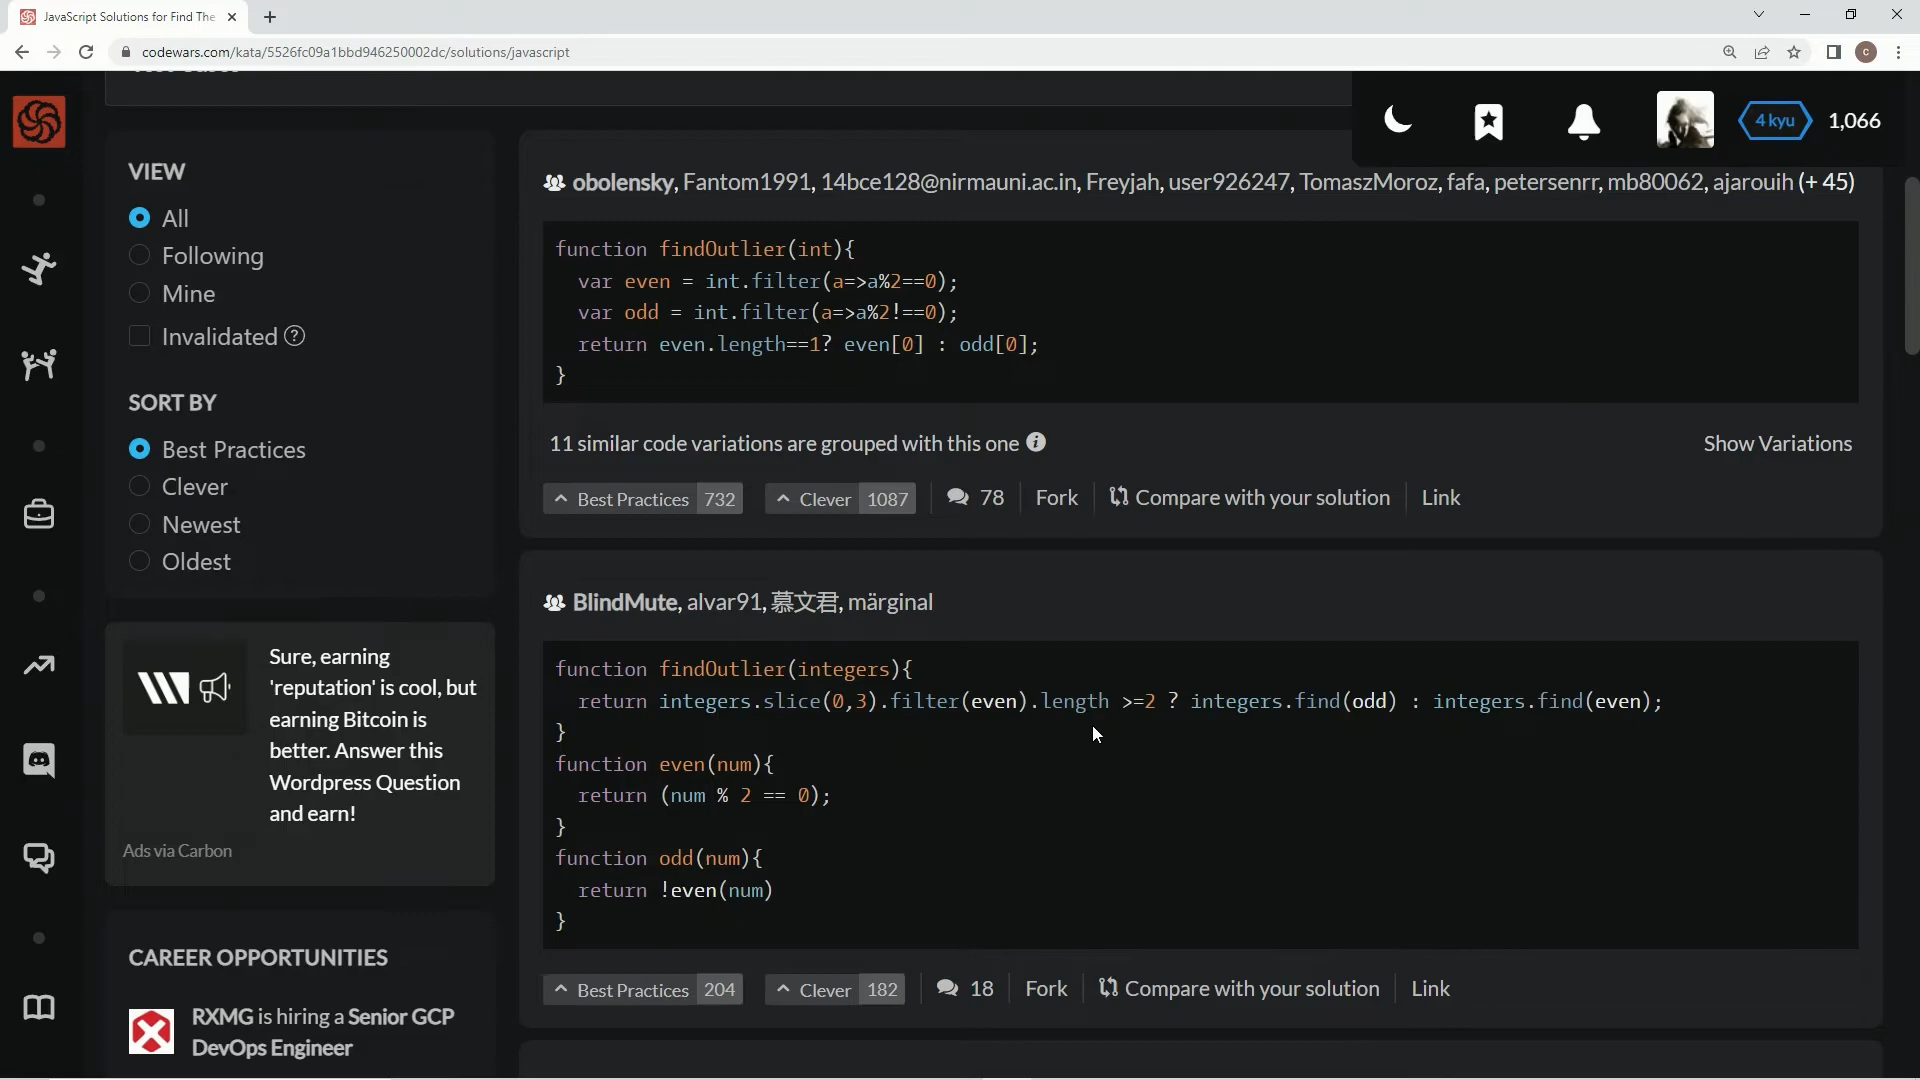 JavaScript Solutions for Find The
codewars.com/kata/5526fc09a1bbd946250002dc/solutions/javascript
C
4 kyu
1,066
VIEW
All
Following
Mine
Invalidated ?
SORT BY
Best Practices
Clever
Newest
Oldest
Sure, earning
'reputation' is cool, but
earning Bitcoin is
better. Answer this
Wordpress Question
and earn!
Ads via Carbon
CAREER OPPORTUNITIES
RXMG is hiring a Senior GCP
DevOps Engineer
obolensky, Fantom1991, 14bce128@nirmauni.ac.in, Freyjah, user926247, TomaszMoroz, fafa, petersenrr, mb80062, ajarouih (+ 45)
function findOutlier(int){
  var even = int.filter(a=>a%2==0);
  var odd = int.filter(a=>a%2!==0);
  return even.length==1? even[0] : odd[0];
}
11 similar code variations are grouped with this one i
Show Variations
Best Practices 732 Clever 1087 78 Fork Compare with your solution Link
BlindMute, alvar91, 慕文君, märginal
function findOutlier(integers){
  return integers.slice(0,3).filter(even).length >=2 ? integers.find(odd) : integers.find(even);
}
function even(num){
  return (num % 2 == 0);
}
function odd(num){
  return !even(num)
}
Best Practices 204 Clever 182 18 Fork Compare with your solution Link